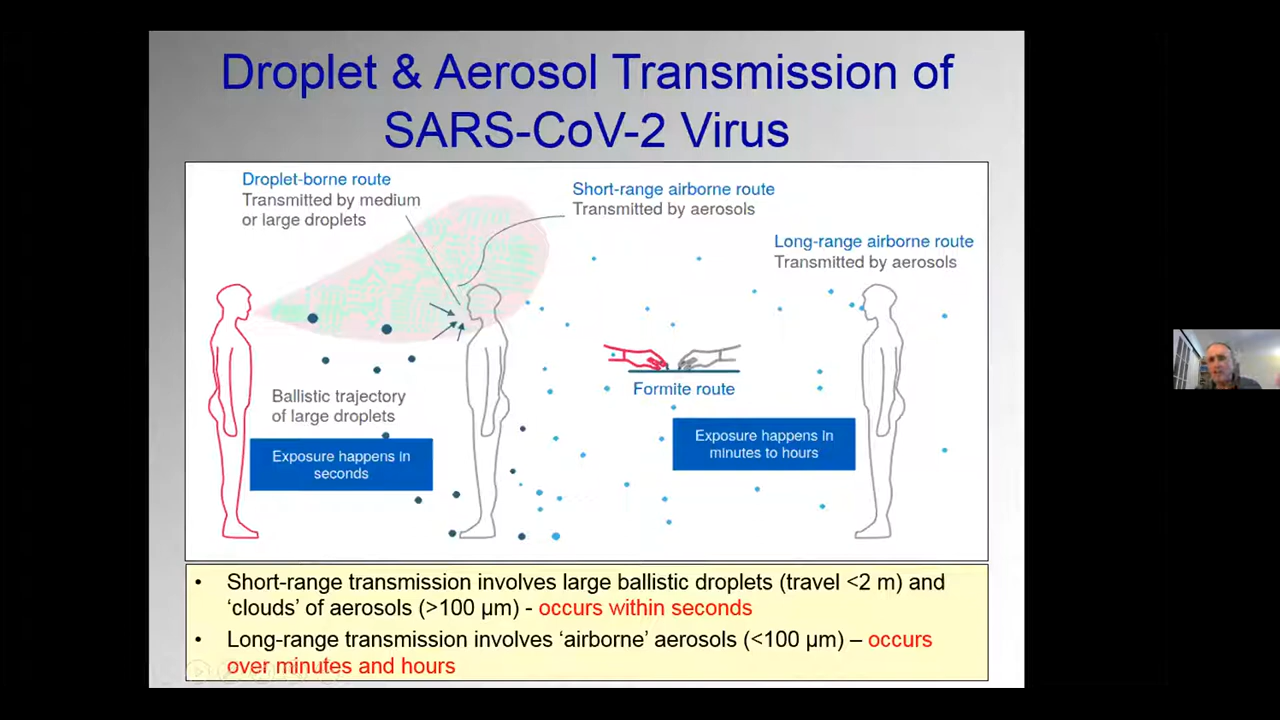 Droplet & Aerosol Transmission of
SARS-CoV-2 Virus
Droplet-borne route
Transmitted by medium
or large droplets
Short-range airborne route
Transmitted by aerosols
Long-range airborne route
Transmitted by aerosols
Formite route
Ballistic trajectory
of large droplets
Exposure happens in
seconds
Exposure happens in
minutes to hours
• Short-range transmission involves large ballistic droplets (travel <2 m) and
‘clouds’ of aerosols (>100 µm) - occurs within seconds
• Long-range transmission involves ‘airborne’ aerosols (<100 µm) – occurs
over minutes and hours